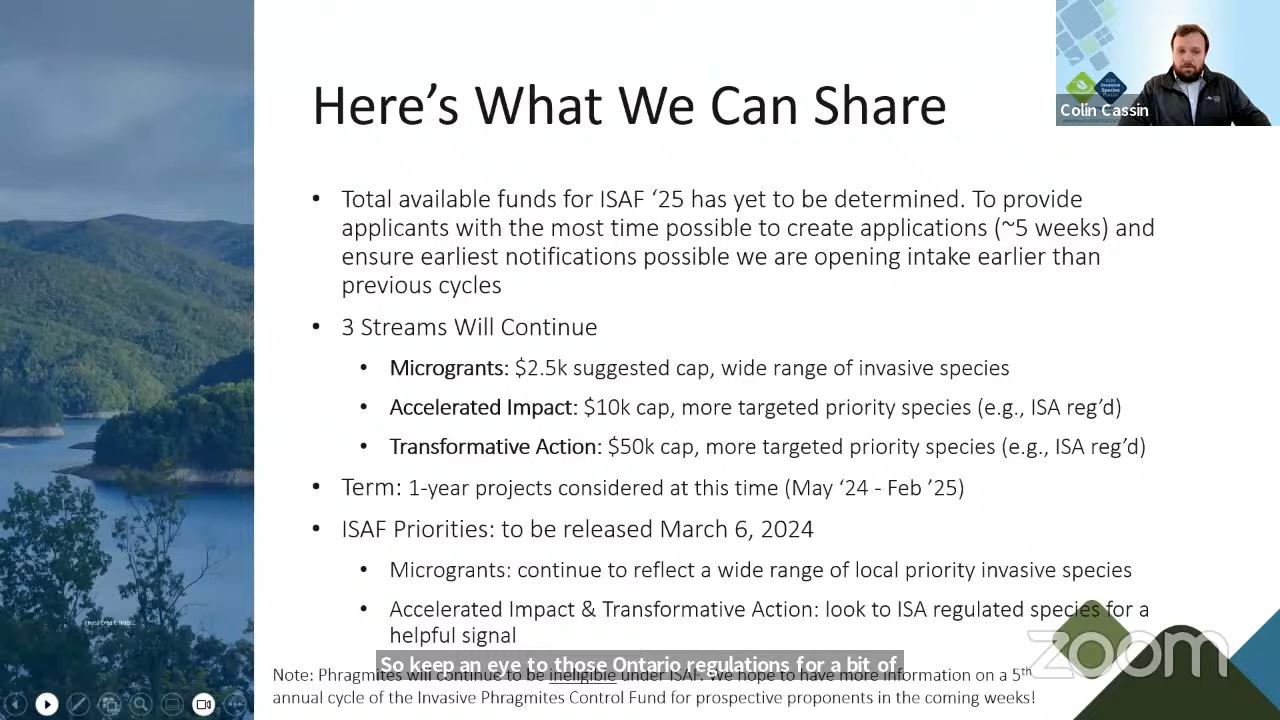 Here’s What We Can Share
Colin Cassin
• Total available funds for ISAF ‘25 has yet to be determined. To provide
applicants with the most time possible to create applications (~5 weeks) and
ensure earliest notifications possible we are opening intake earlier than
previous cycles
• 3 Streams Will Continue
• Microgrants: $2.5k suggested cap, wide range of invasive species
• Accelerated Impact: $10k cap, more targeted priority species (e.g., ISA reg’d)
• Transformative Action: $50k cap, more targeted priority species (e.g., ISA reg’d)
• Term: 1-year projects considered at this time (May ‘24 - Feb ’25)
• ISAF Priorities: to be released March 6, 2024
• Microgrants: continue to reflect a wide range of local priority invasive species
• Accelerated Impact & Transformative Action: look to ISA regulated species for a
helpful signal
zoom
So keep an eye to those Ontario regulations for a bit of
Note: Phragmites will continue to be ineligible under ISAF. We hope to have more information on a 5th
annual cycle of the Invasive Phragmites Control Fund for prospective proponents in the coming weeks!